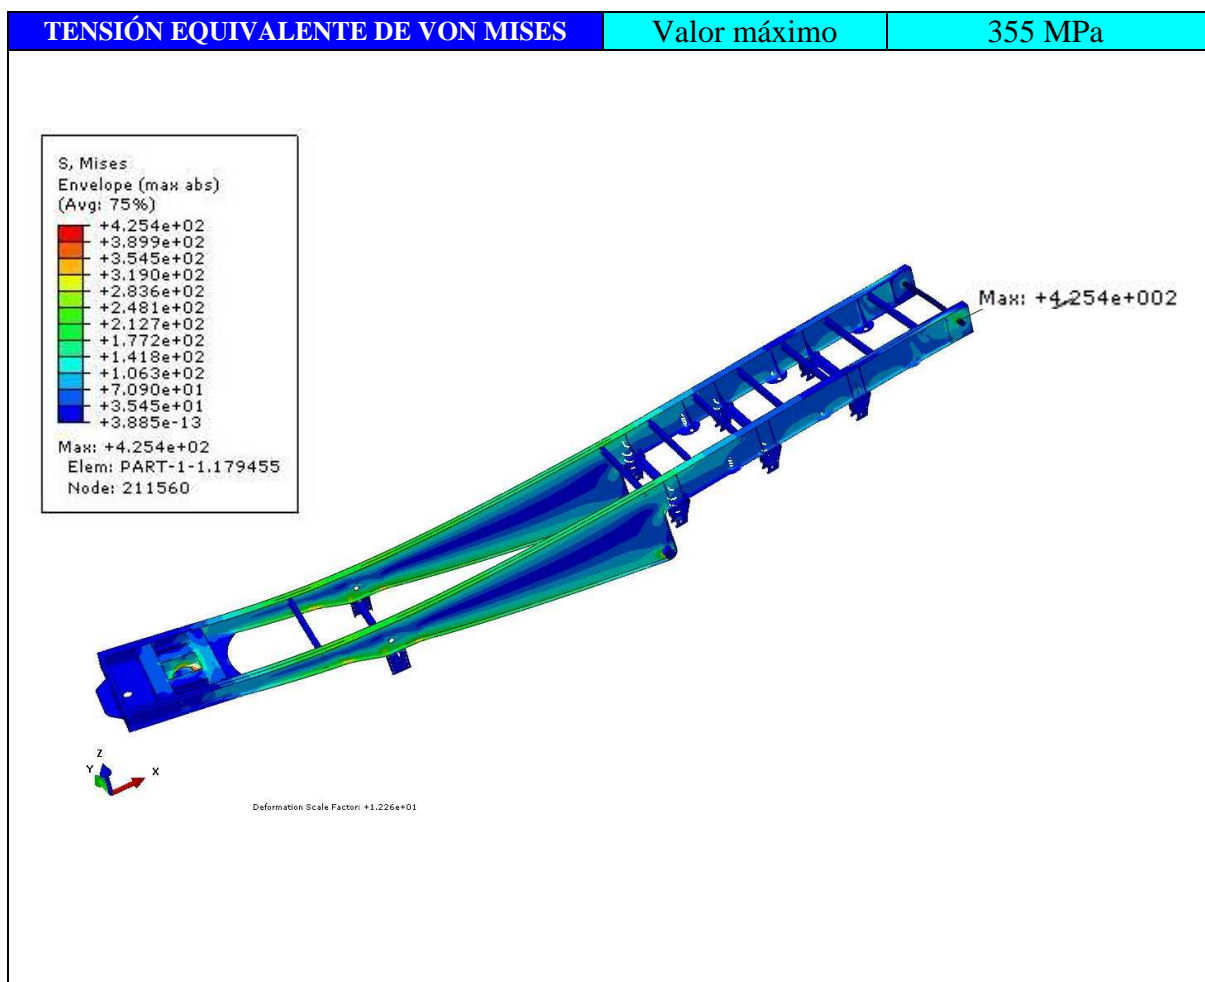 TENSIÓN EQUIVALENTE DE VON MISES Valor máximo 355 MPa
S, Mises
Envelope (max abs)
(Avg: 75%)
+4.254e+02
+3.899e+02
+3.545e+02
+3.190e+02
+2.836e+02
+2.481e+02
+2.127e+02
+1.772e+02
+1.418e+02
+1.063e+02
+7.090e+01
+3.545e+01
+3.885e-13
Max: +4.254e+02
Elem: PART-1-1.179455
Node: 211560
Max: +4.254e+002
Z
Y X
Deformation Scale Factor: +1.226e+01